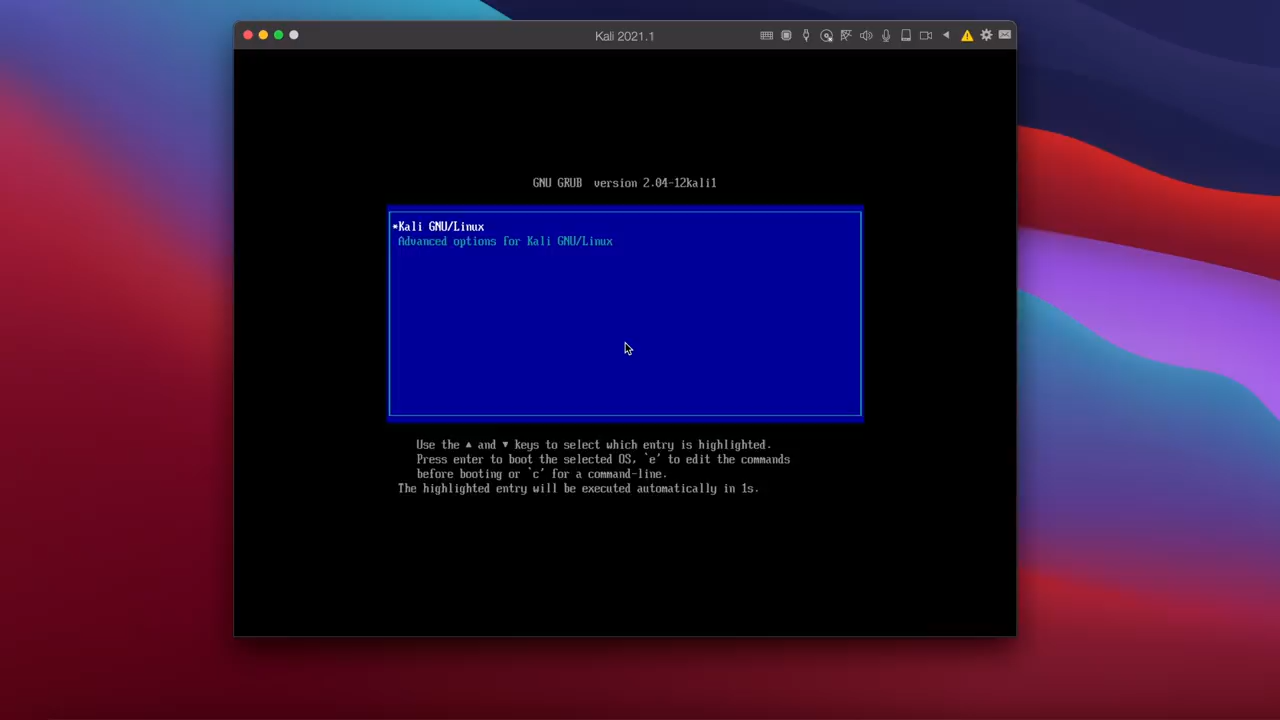 Kali 2021.1
GNU GRUB  version 2.04-12kali1
*Kali GNU/Linux
Advanced options for Kali GNU/Linux
Use the ▲ and ▼ keys to select which entry is highlighted.
Press enter to boot the selected OS, `e' to edit the commands
before booting or `c' for a command-line.
The highlighted entry will be executed automatically in 1s.